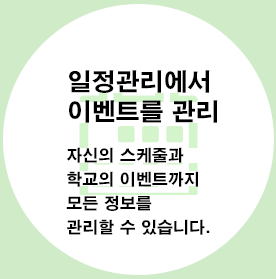 일정관리에서
이벤트를 관리
자신의 스케줄과
학교의 이벤트까지
모든 정보를
관리할 수 있습니다.